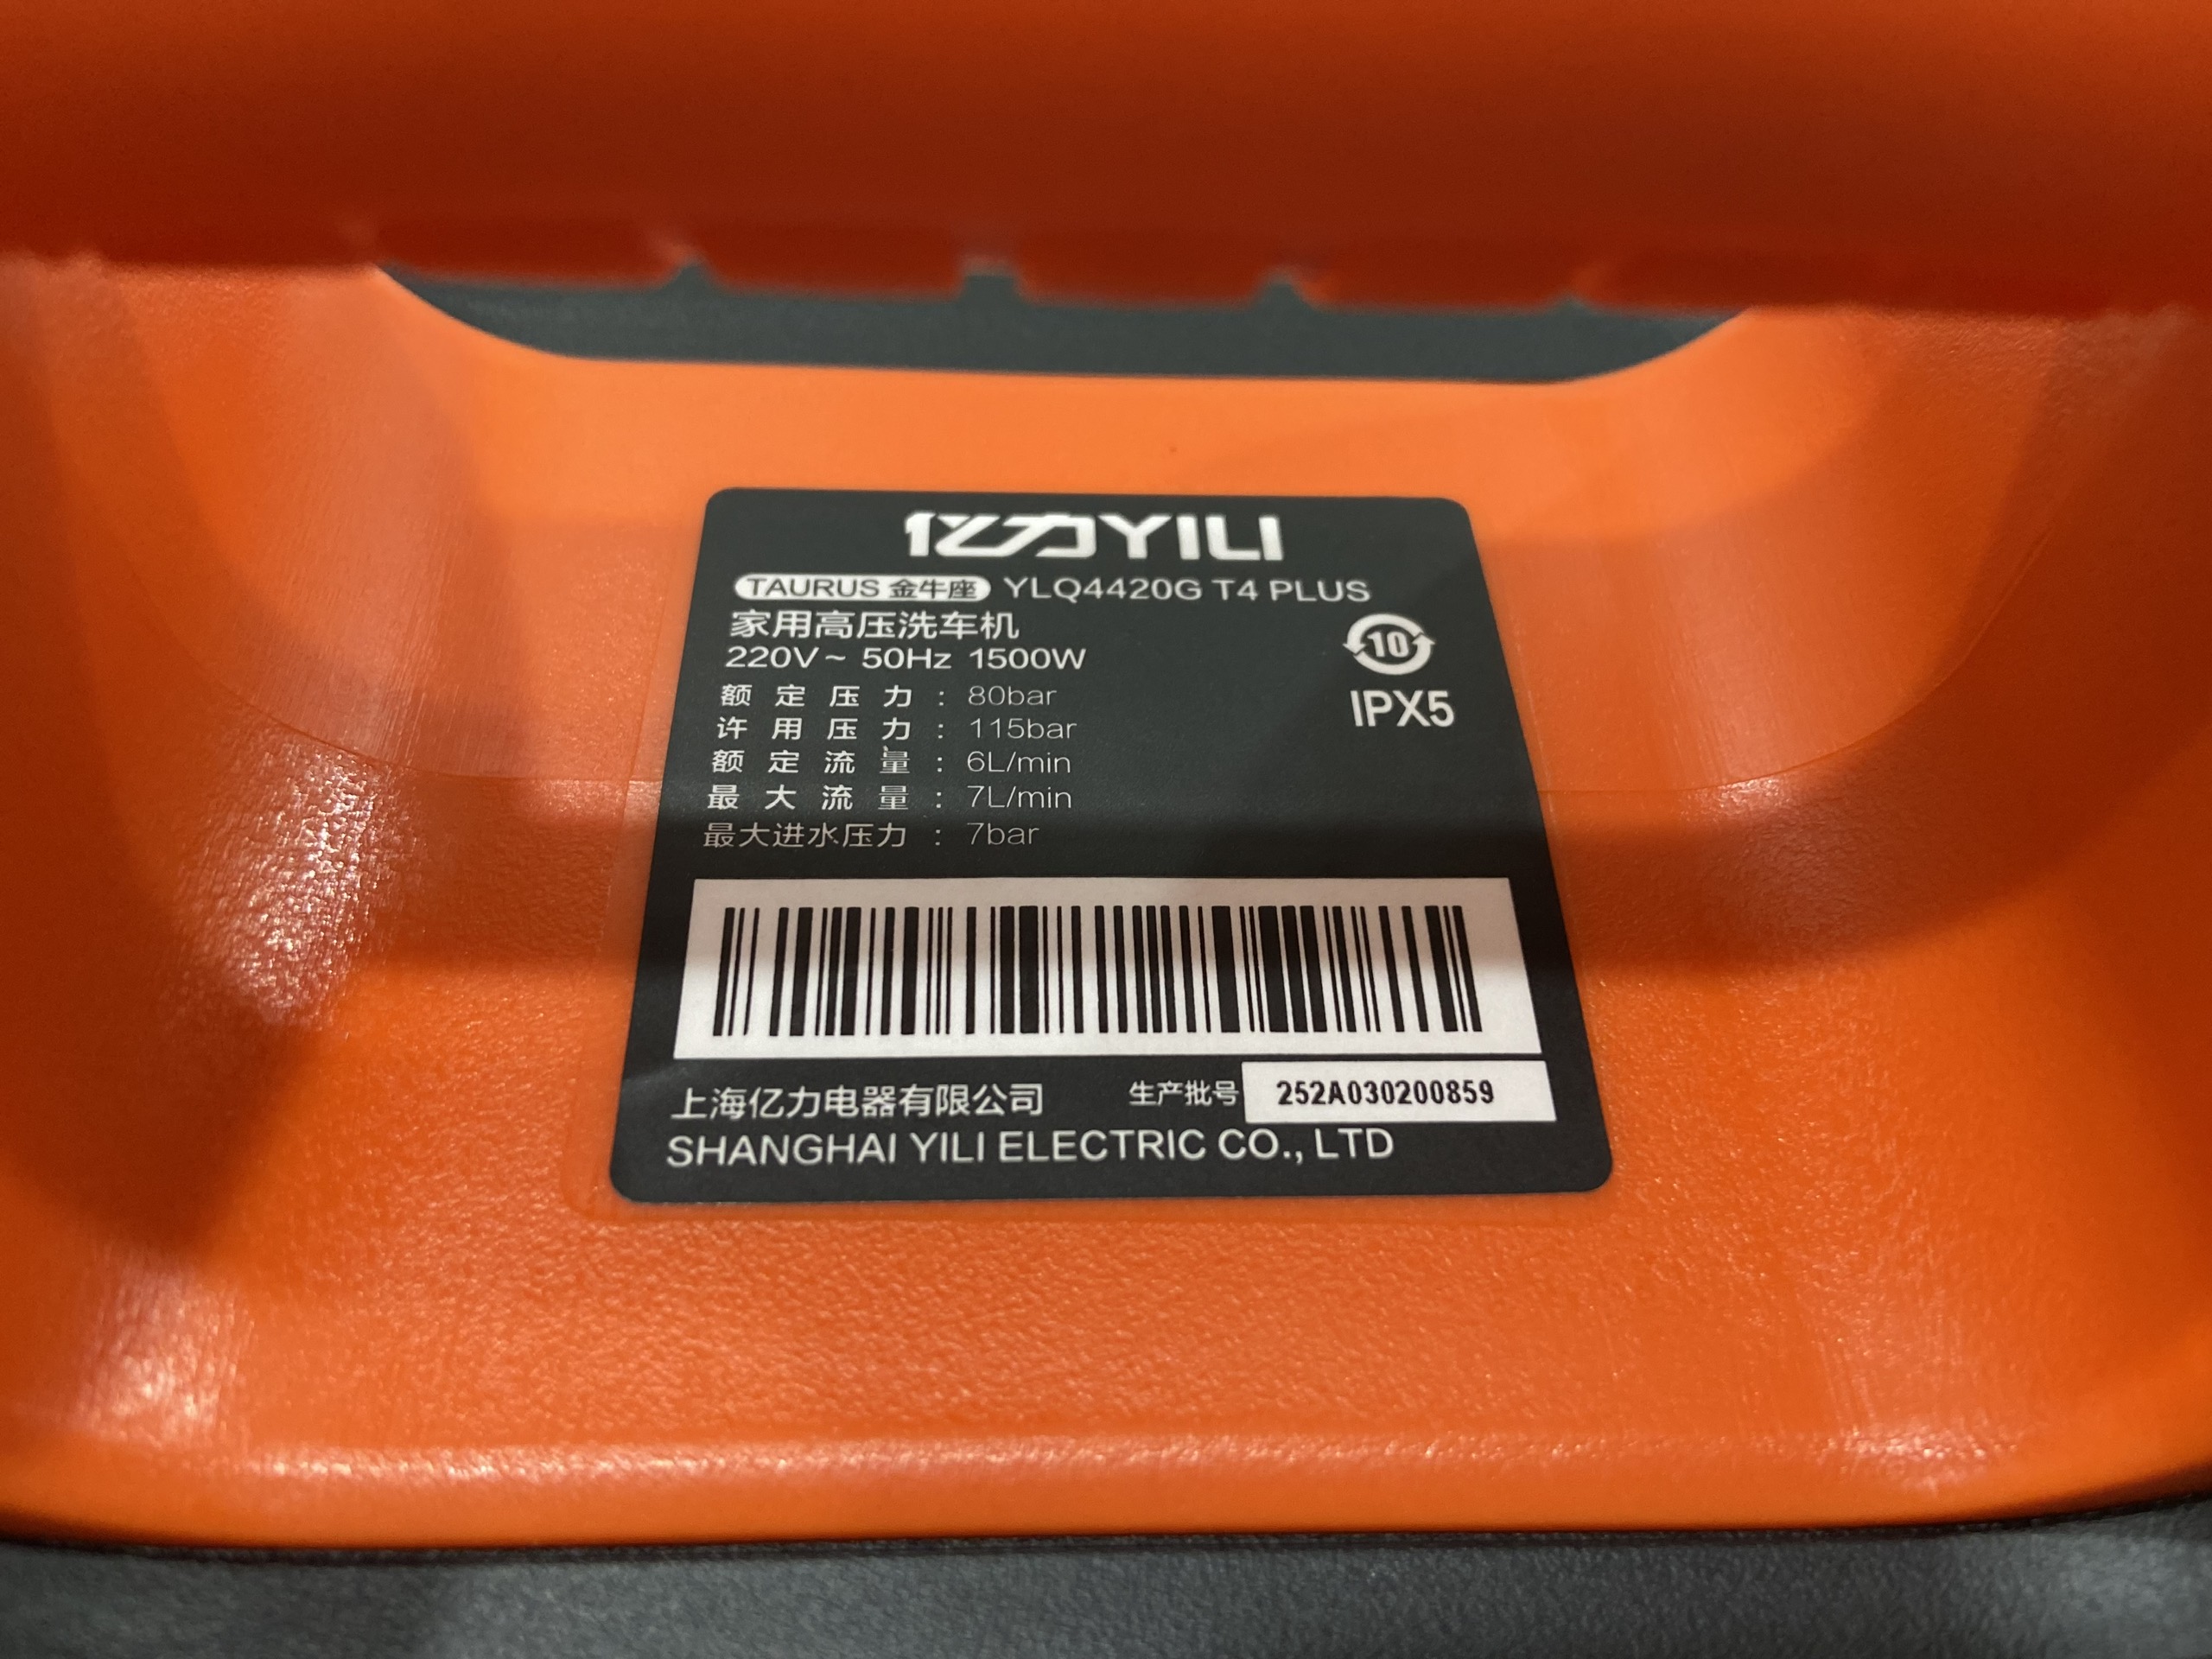 亿力YILI
TAURUS 金牛座 YLQ4420G T4 PLUS
家用高压洗车机
220V~ 50Hz 1500W
10
IPX5
额定压力：80bar
许用压力：115bar
额定流量：6L/min
最大流量：7L/min
最大进水压力：7bar
上海亿力电器有限公司
生产批号 252A030200859
SHANGHAI YILI ELECTRIC CO., LTD